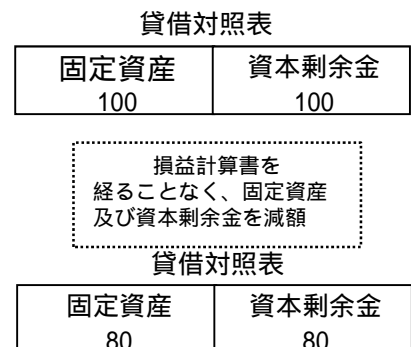 貸借対照表
固定資産 資本剰余金
100 100
損益計算書を
経ることなく、固定資産
及び資本剰余金を減額
貸借対照表
固定資産 資本剰余金
80 80